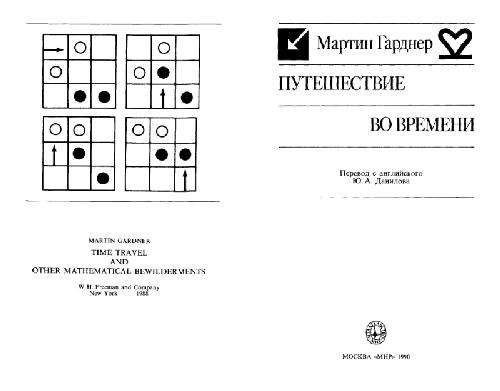 MARTIN GARDNER
TIME TRAVEL
AND
OTHER MATHEMATICAL BEWILDERMENTS
W. H. Freeman and Company
New York 1988
Мартин Гарднер
ПУТЕШЕСТВИЕ
ВО ВРЕМЕНИ
Перевод с английского
Ю. А. Данилова
МОСКВА «МИР» 1990